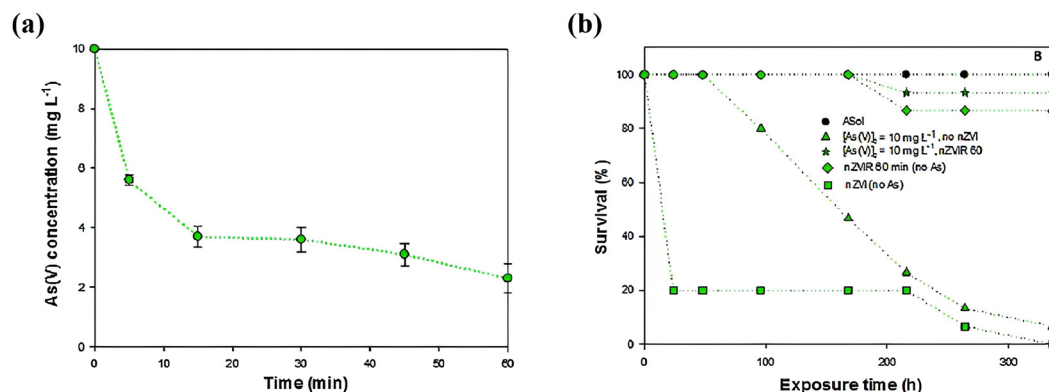 (a)
10
8
6
4
2
0
As(V) concentration (mg L⁻¹)
0 10 20 30 40 50 60
Time (min)
(b)
B
100
80
60
40
20
0
Survival (%)
ASol
[As(V)]₀ = 10 mg L⁻¹, no nZVI
[As(V)]₀ = 10 mg L⁻¹, nZVIR 60
nZVIR 60 min (no As)
nZVI (no As)
0 100 200 300
Exposure time (h)